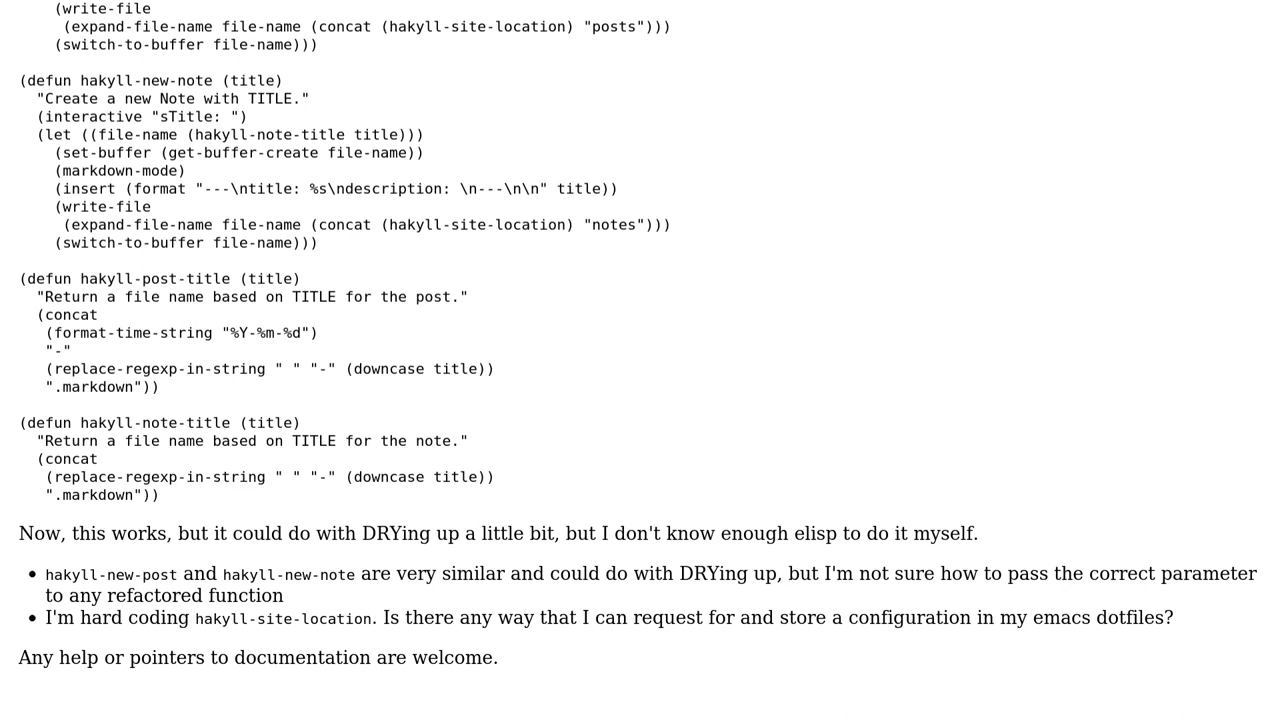 (write-file
     (expand-file-name file-name (concat (hakyll-site-location) "posts")))
    (switch-to-buffer file-name)))

(defun hakyll-new-note (title)
  "Create a new Note with TITLE."
  (interactive "sTitle: ")
  (let ((file-name (hakyll-note-title title)))
    (set-buffer (get-buffer-create file-name))
    (markdown-mode)
    (insert (format "---\ntitle: %s\ndescription: \n---\n\n" title))
    (write-file
     (expand-file-name file-name (concat (hakyll-site-location) "notes")))
    (switch-to-buffer file-name)))

(defun hakyll-post-title (title)
  "Return a file name based on TITLE for the post."
  (concat
   (format-time-string "%Y-%m-%d")
   "-"
   (replace-regexp-in-string " " "-" (downcase title))
   ".markdown"))

(defun hakyll-note-title (title)
  "Return a file name based on TITLE for the note."
  (concat
   (replace-regexp-in-string " " "-" (downcase title))
   ".markdown"))

Now, this works, but it could do with DRYing up a little bit, but I don't know enough elisp to do it myself.
• hakyll-new-post and hakyll-new-note are very similar and could do with DRYing up, but I'm not sure how to pass the correct parameter
to any refactored function
• I'm hard coding hakyll-site-location. Is there any way that I can request for and store a configuration in my emacs dotfiles?
Any help or pointers to documentation are welcome.